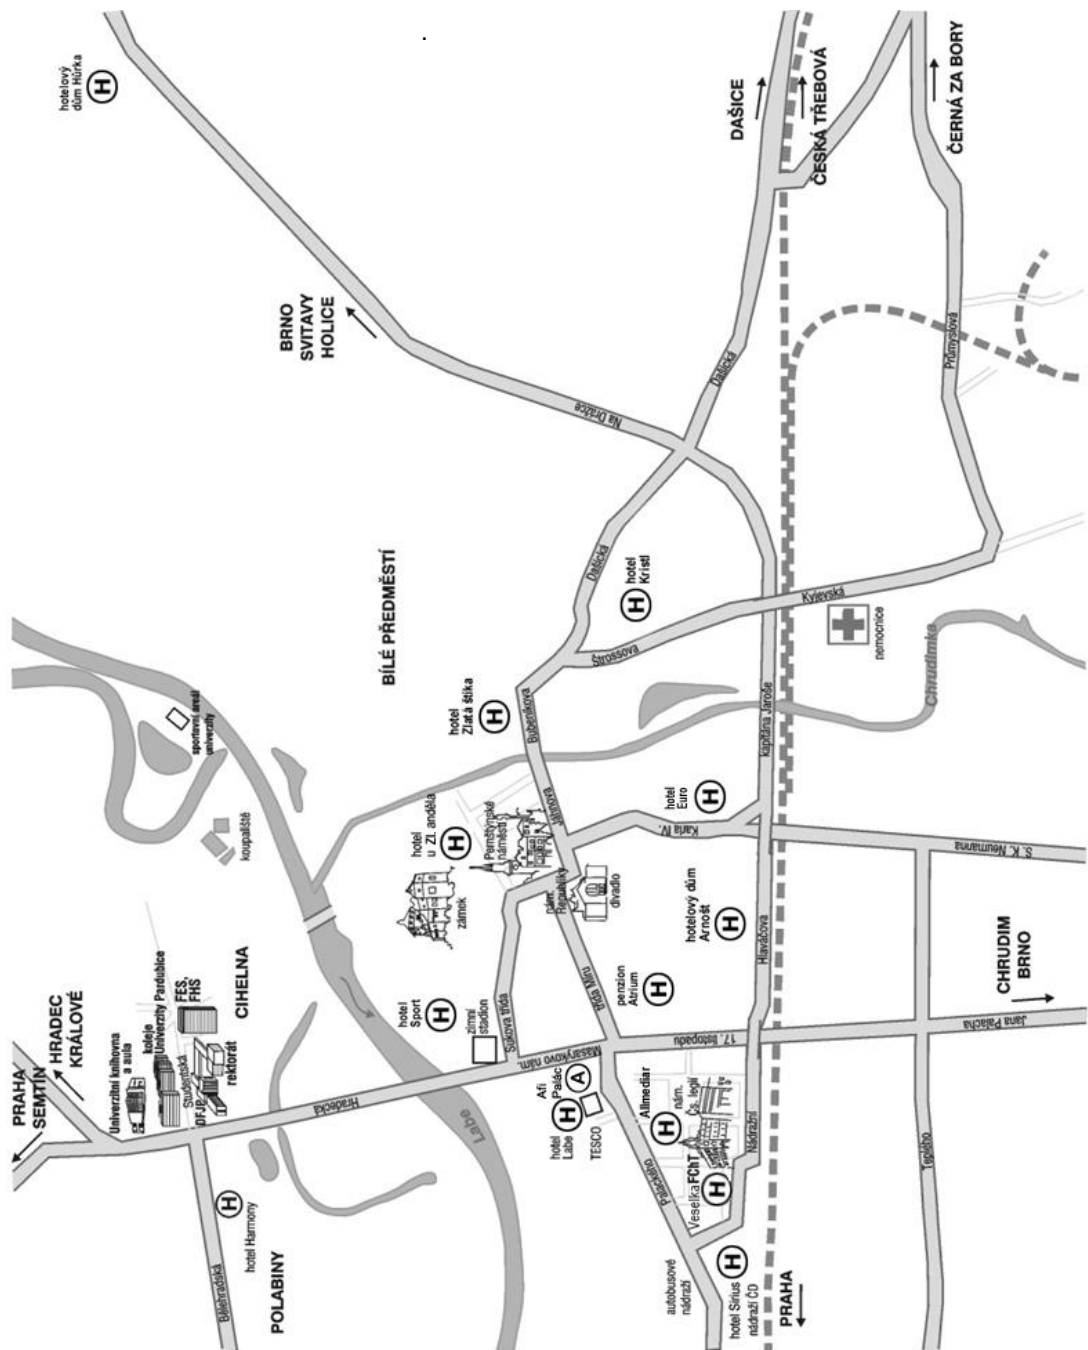 hotelový
dům Hůrka
H
DAŠICE
ČESKÁ TŘEBOVÁ
ČERNÁ ZA BORY
BRNO
SVITAVY
HOLICE
Na Drážce
Dašická
Průmyslová
BÍLÉ PŘEDMĚSTÍ
Dašická
hotel
Kristl
H
Kyjevská
nemocnice
Chrudimka
Štrossova
sportovní areál
univerzity
hotel
Zlatá štika
H
Bubeníkova
kapitána Jaroše
koupaliště
hotel
u Zl. anděla
H
Pernštýnské
náměstí
Jahnova
hotel
Euro
H
Karla IV.
S. K. Neumanna
zámek
nám.
Republiky
divadlo
hotelový dům
Arnošt
H
Hlaváčova
CHRUDIM
BRNO
PRAHA
SEMTÍN
HRADEC
KRÁLOVÉ
Univerzitní knihovna
a aula
koleje
Univerzity Pardubice
FES,
FHS
CIHELNA
Studentská
DFJP
rektorát
hotel
Sport
H
zimní
stadion
Sukova třída
třída Míru
penzion
Atrium
H
Masarykovo nám.
17. listopadu
Jana Palacha
Hradecká
Labe
Afi
Palác
A
hotel
Labe
H
TESCO
Allmediar
H
nám.
Čs. legií
Nádražní
Palackého
Veselka
FChT
H
Teplého
hotel Harmony
H
Bělehradská
POLABINY
autobusové
nádraží
hotel Sirius
H
nádraží ČD
PRAHA